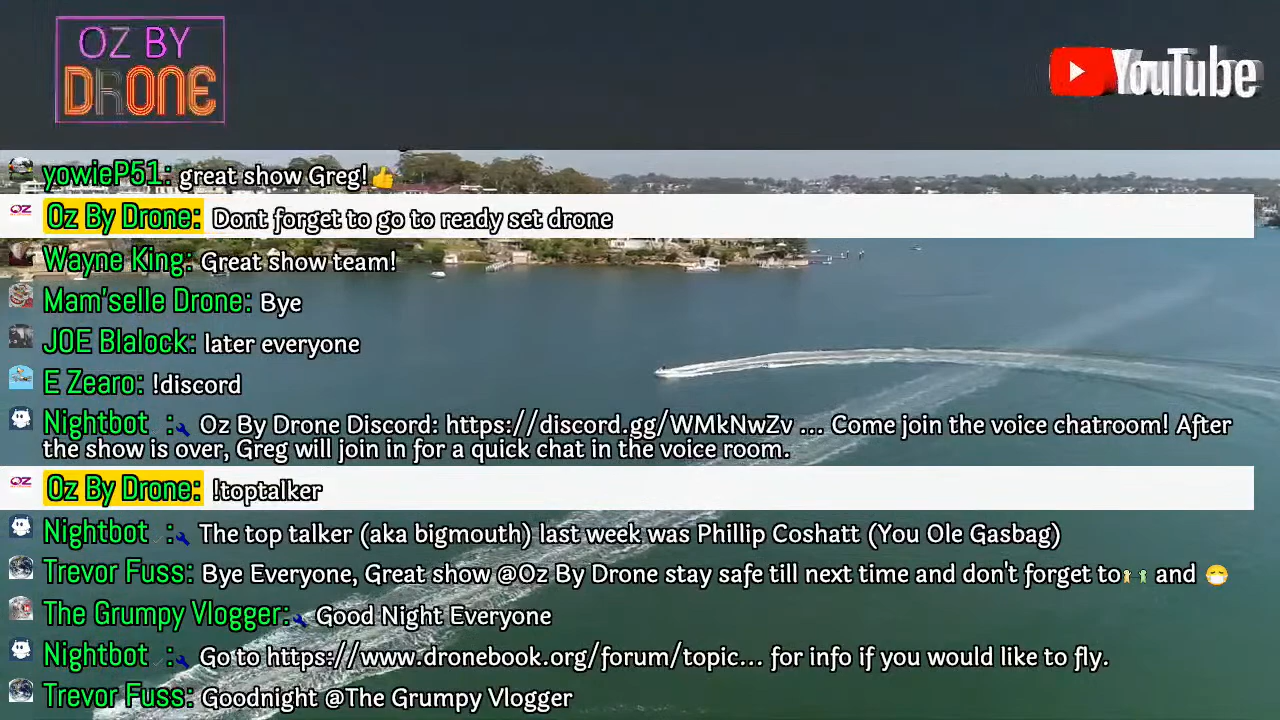 OZ BY
DRONE
YouTube
yowieP51: great show Greg!👍
Oz By Drone: Dont forget to go to ready set drone
Wayne King: Great show team!
Mam'selle Drone: Bye
JOE Blalock: later everyone
E Zearo: !discord
Nightbot : Oz By Drone Discord: https://discord.gg/WMkNwZv ... Come join the voice chatroom! After
the show is over, Greg will join in for a quick chat in the voice room.
Oz By Drone: !toptalker
Nightbot : The top talker (aka bigmouth) last week was Phillip Coshatt (You Ole Gasbag)
Trevor Fuss: Bye Everyone, Great show @Oz By Drone stay safe till next time and don't forget to and 😷
The Grumpy Vlogger: Good Night Everyone
Nightbot : Go to https://www.dronebook.org/forum/topic... for info if you would like to fly.
Trevor Fuss: Goodnight @The Grumpy Vlogger